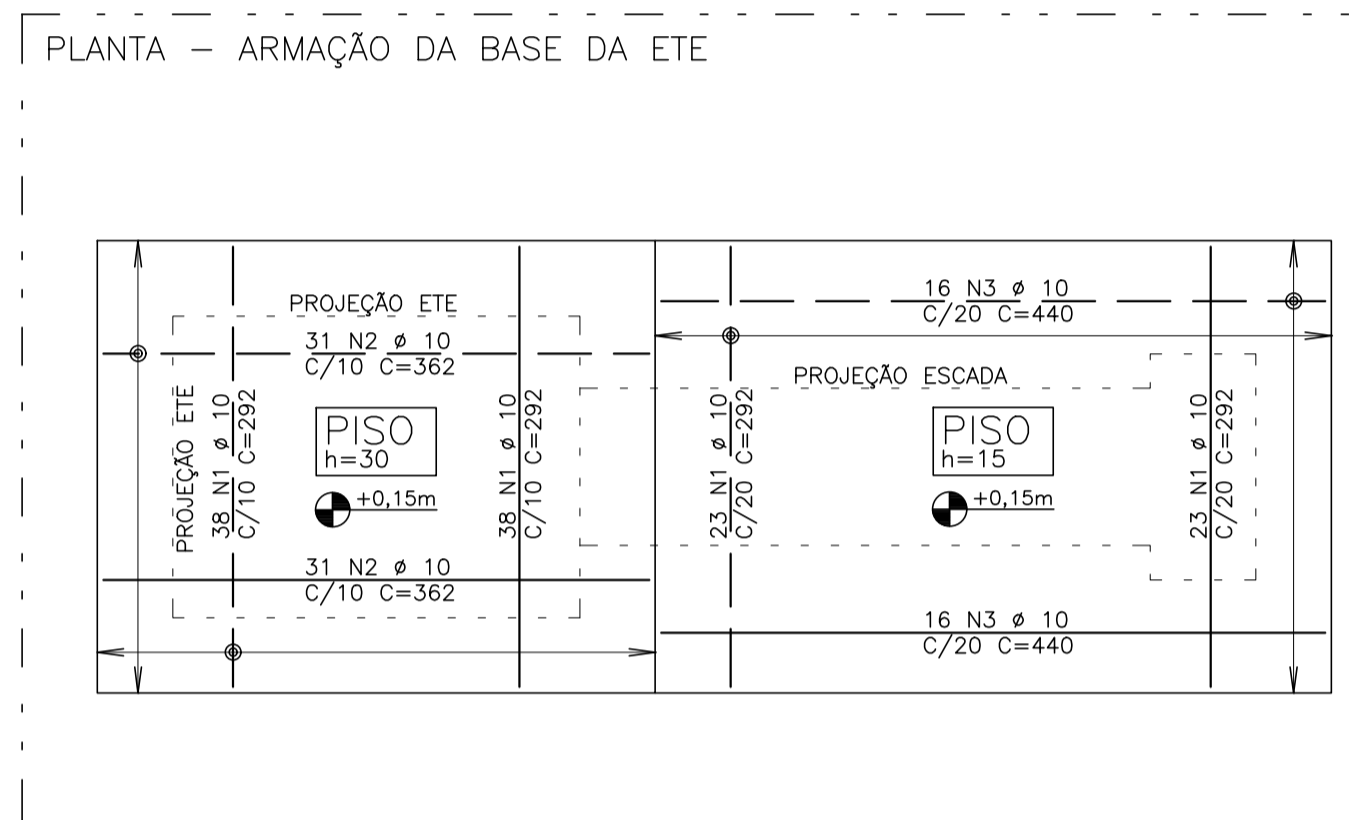 PLANTA – ARMAÇÃO DA BASE DA ETE
PROJEÇÃO ETE
31 N2 ø 10
C/10 C=362
PROJEÇÃO ETE
38 N1 ø 10
C/10 C=292
PISO
h=30
+0,15m
38 N1 ø 10
C/10 C=292
31 N2 ø 10
C/10 C=362
16 N3 ø 10
C/20 C=440
PROJEÇÃO ESCADA
23 N1 ø 10
C/20 C=292
PISO
h=15
+0,15m
23 N1 ø 10
C/20 C=292
16 N3 ø 10
C/20 C=440